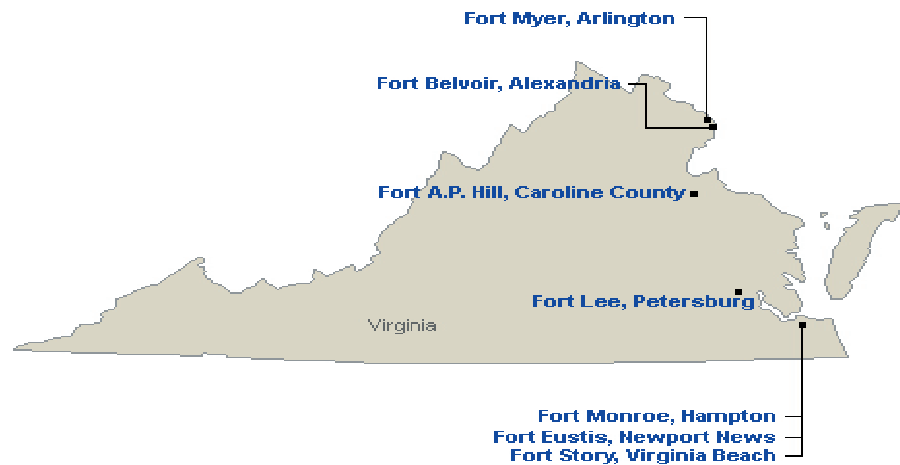 Fort Myer, Arlington
Fort Belvoir, Alexandria
Fort A.P. Hill, Caroline County
Fort Lee, Petersburg
Virginia
Fort Monroe, Hampton
Fort Eustis, Newport News
Fort Story, Virginia Beach